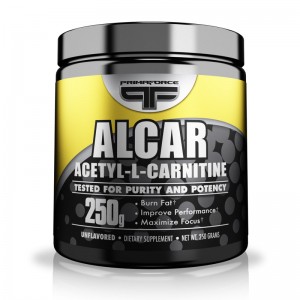 PRIMAFORCE
ALCAR
ACETYL-L-CARNITINE
TESTED FOR PURITY AND POTENCY
250g
• Burn Fat†
• Improve Performance†
• Maximize Focus†
UNFLAVORED • DIETARY SUPPLEMENT • NET WT. 250 GRAMS